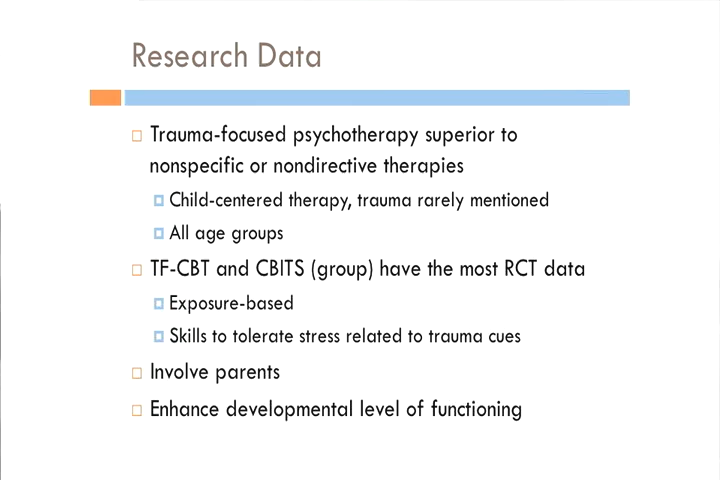 Research Data
Trauma-focused psychotherapy superior to
nonspecific or nondirective therapies
Child-centered therapy, trauma rarely mentioned
All age groups
TF-CBT and CBITS (group) have the most RCT data
Exposure-based
Skills to tolerate stress related to trauma cues
Involve parents
Enhance developmental level of functioning